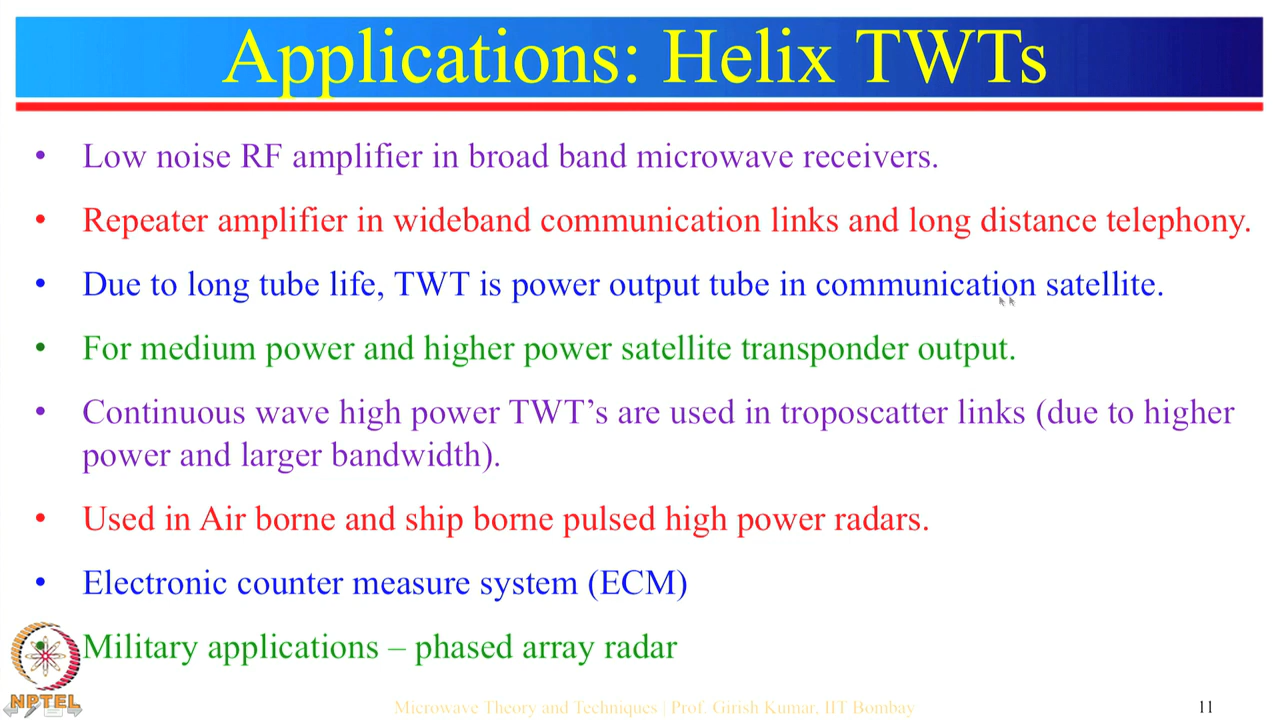 Applications: Helix TWTs
• Low noise RF amplifier in broad band microwave receivers.
• Repeater amplifier in wideband communication links and long distance telephony.
• Due to long tube life, TWT is power output tube in communication satellite.
• For medium power and higher power satellite transponder output.
• Continuous wave high power TWT’s are used in troposcatter links (due to higher
power and larger bandwidth).
• Used in Air borne and ship borne pulsed high power radars.
• Electronic counter measure system (ECM)
Military applications – phased array radar
NPTEL
Microwave Theory and Techniques | Prof. Girish Kumar, IIT Bombay
11